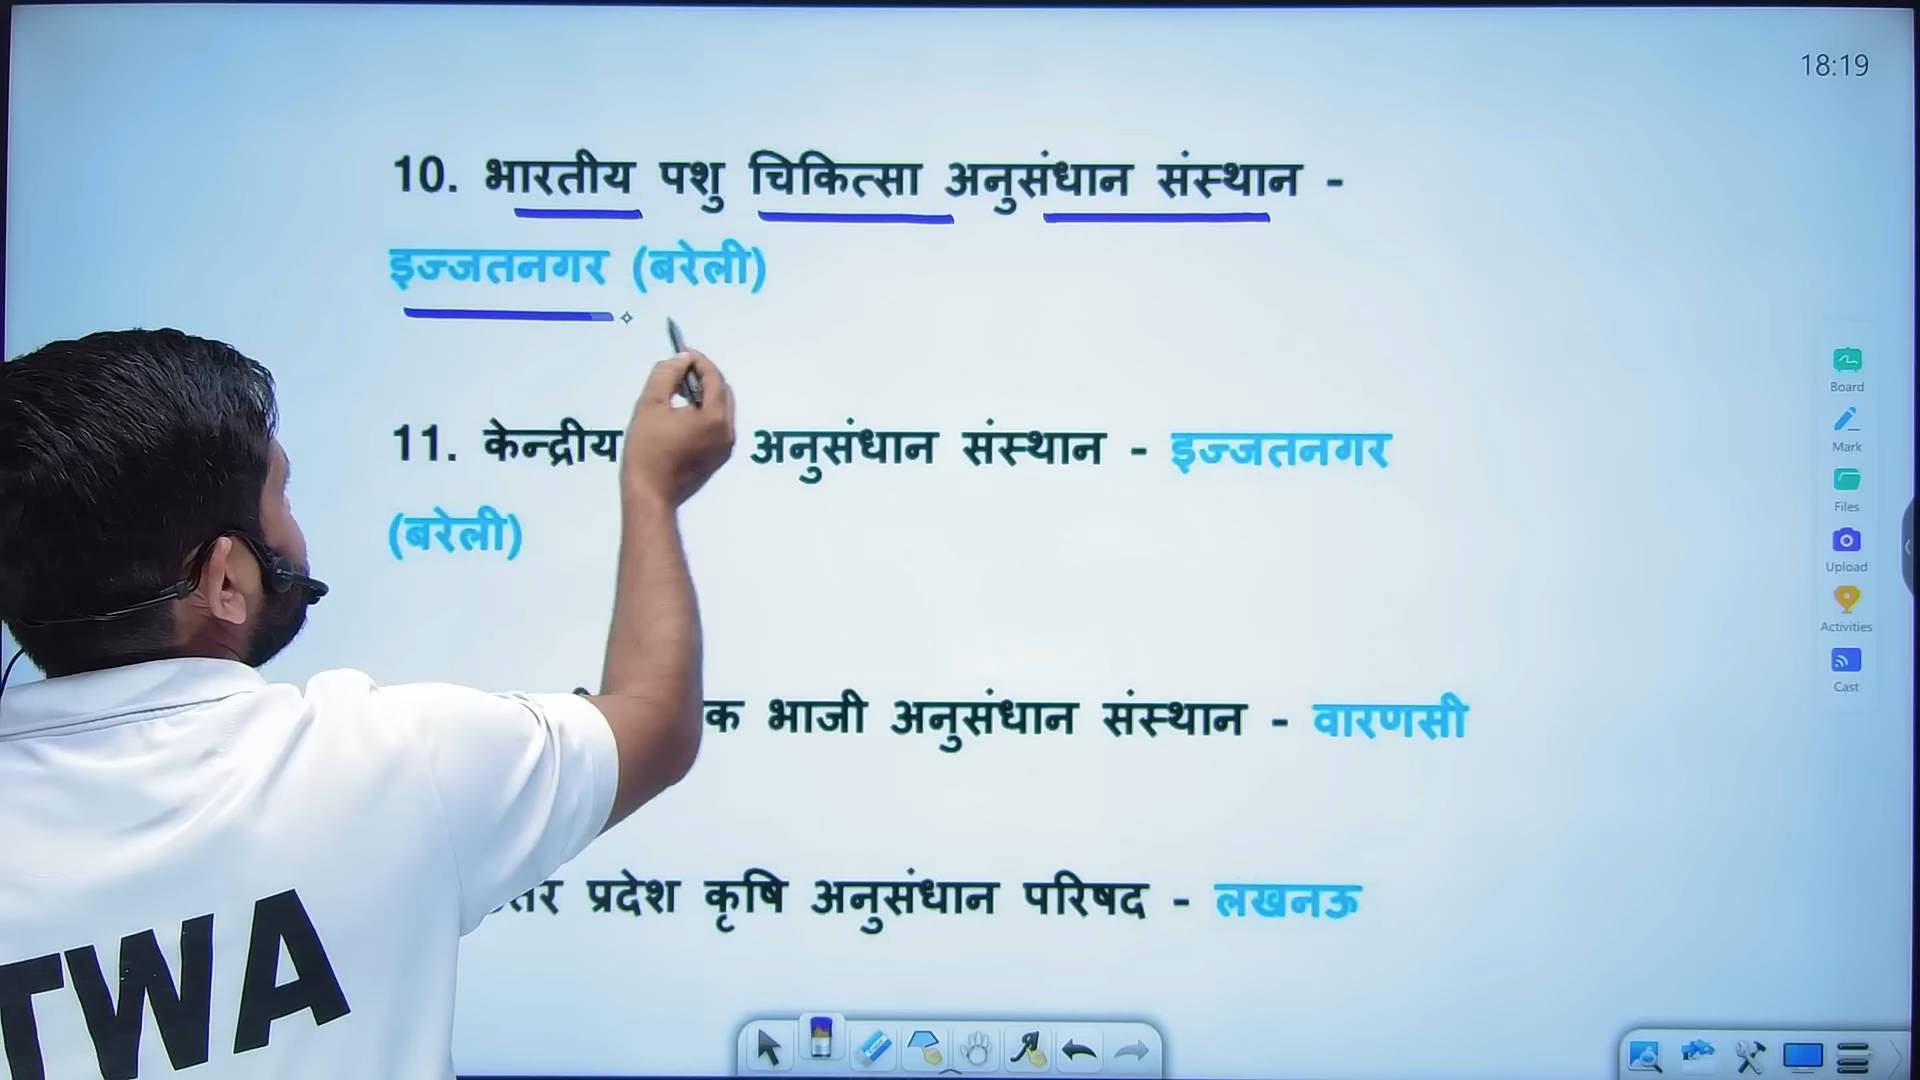 18:19
10. भारतीय पशु चिकित्सा अनुसंधान संस्थान -
इज्जतनगर (बरेली)
11. केन्द्रीय अनुसंधान संस्थान - इज्जतनगर
(बरेली)
भाजी अनुसंधान संस्थान - वारणसी
प्रदेश कृषि अनुसंधान परिषद - लखनऊ
Board
Mark
Files
Upload
Activities
Cast
TWA